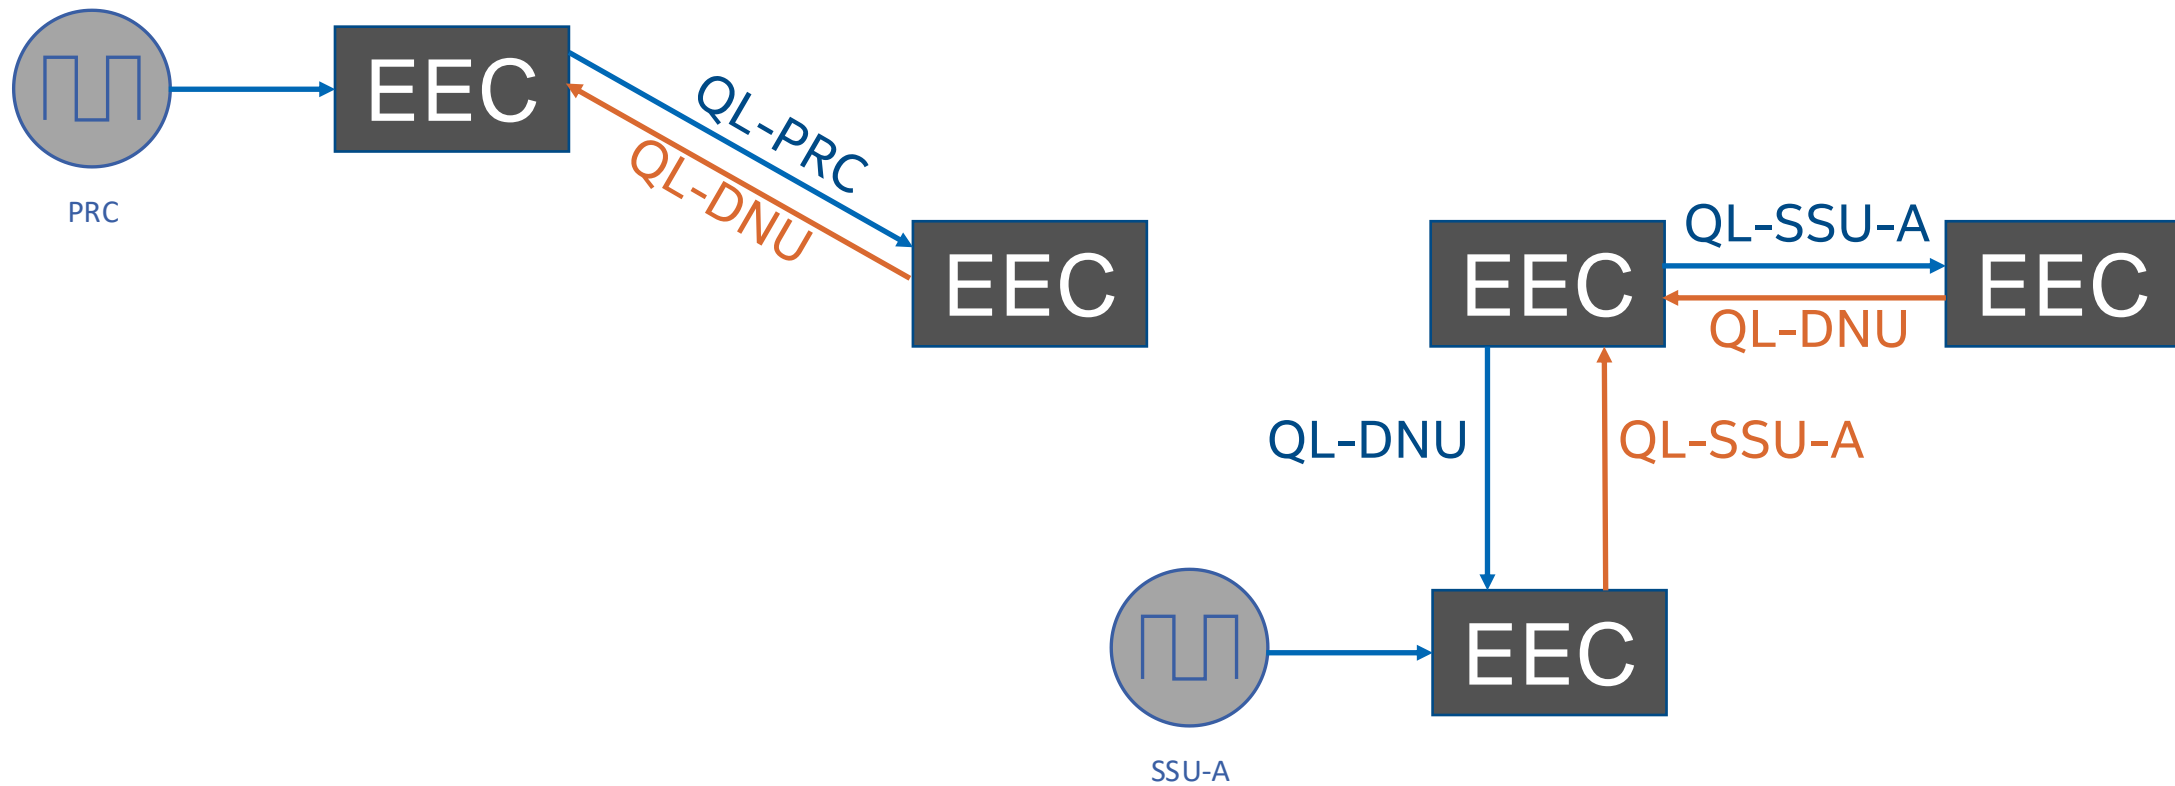 EEC
QL-PRC
QL-DNU
PRC
EEC
QL-SSU-A
EEC
EEC
QL-DNU
QL-DNU
QL-SSU-A
EEC
SSU-A